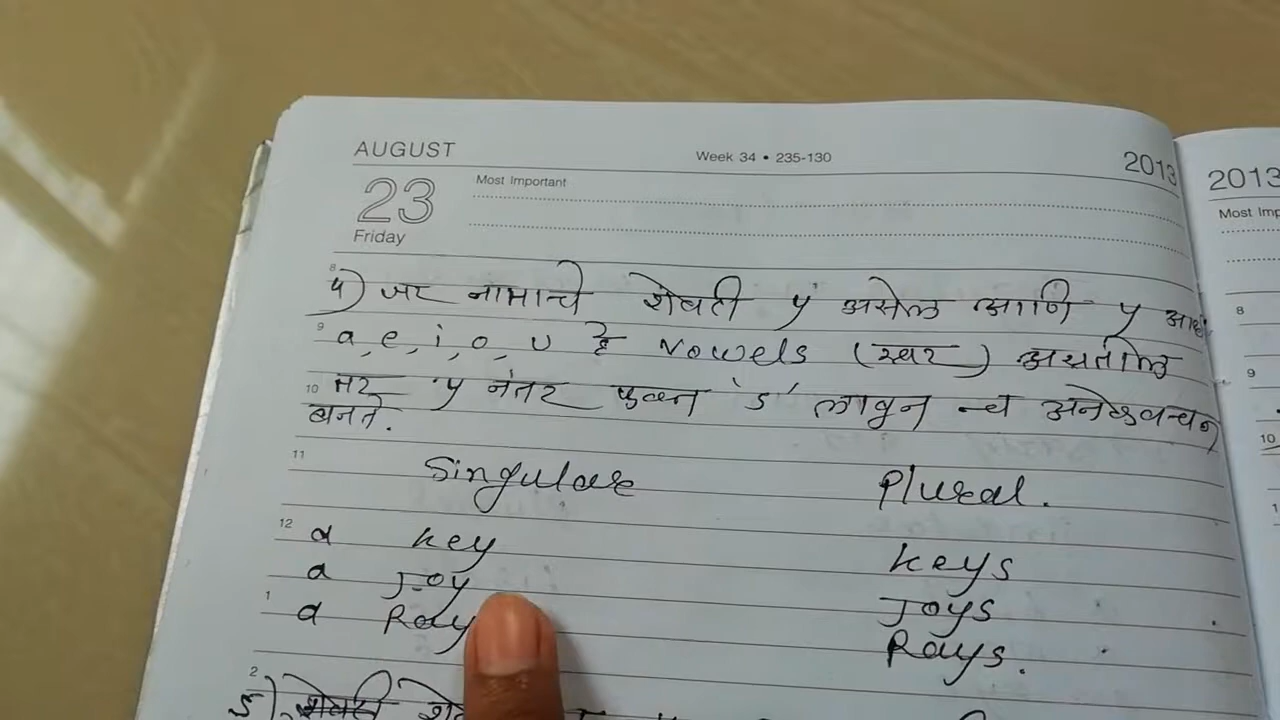 AUGUST Week 34 • 235-130 2013
23 Most Important
Friday
५) जर नामाचे शेवटी y असेल आणि y आधी
a, e, i, o, u हे vowels (स्वर) असतील
तर y नंतर फक्त 's' लावून चे अनेकवचन
बनते.
Singular Plural.
a key keys
a Joy Joys
a Ray Rays.
2013
Most Imp
8
9
10
11
12
1
2
8
9
10